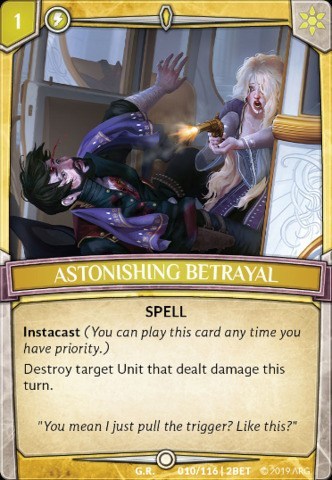 1
ASTONISHING BETRAYAL
SPELL
Instacast (You can play this card any time you
have priority.)
Destroy target Unit that dealt damage this
turn.
"You mean I just pull the trigger? Like this?"
G.R. 010/116 | 2BET © 2019 ARG